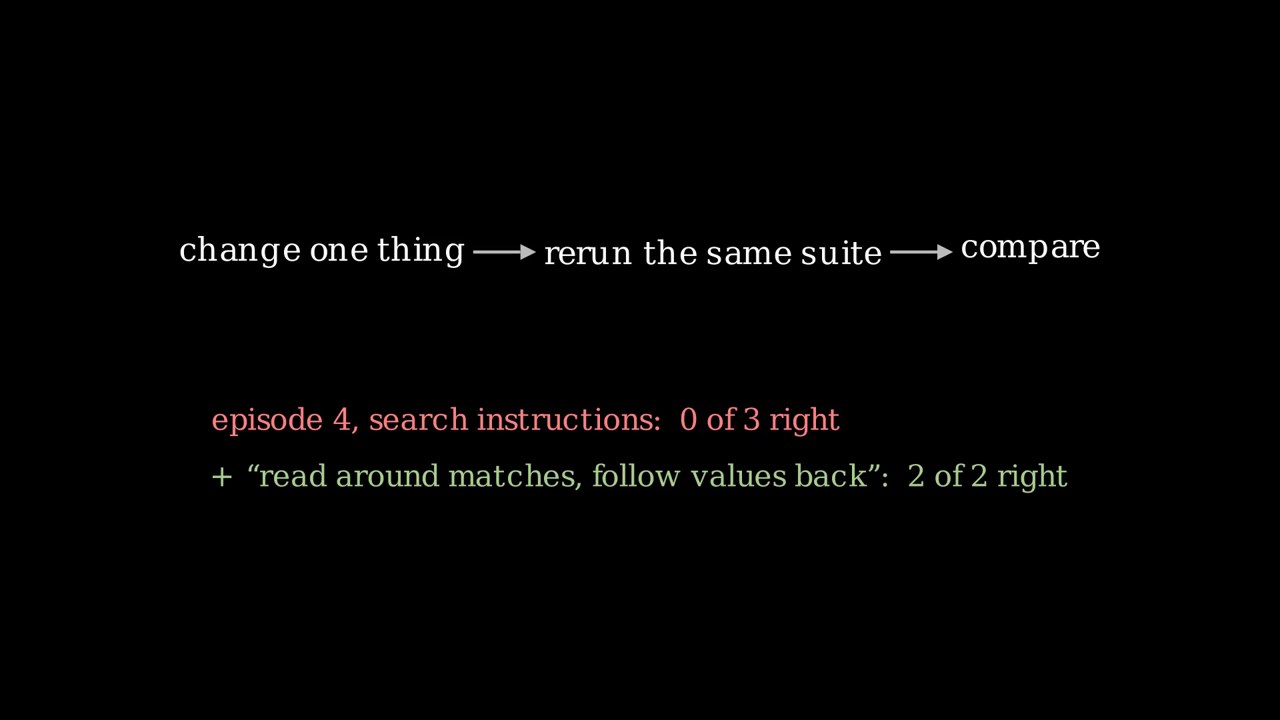 change one thing → rerun the same suite → compare
episode 4, search instructions: 0 of 3 right
+ “read around matches, follow values back”: 2 of 2 right